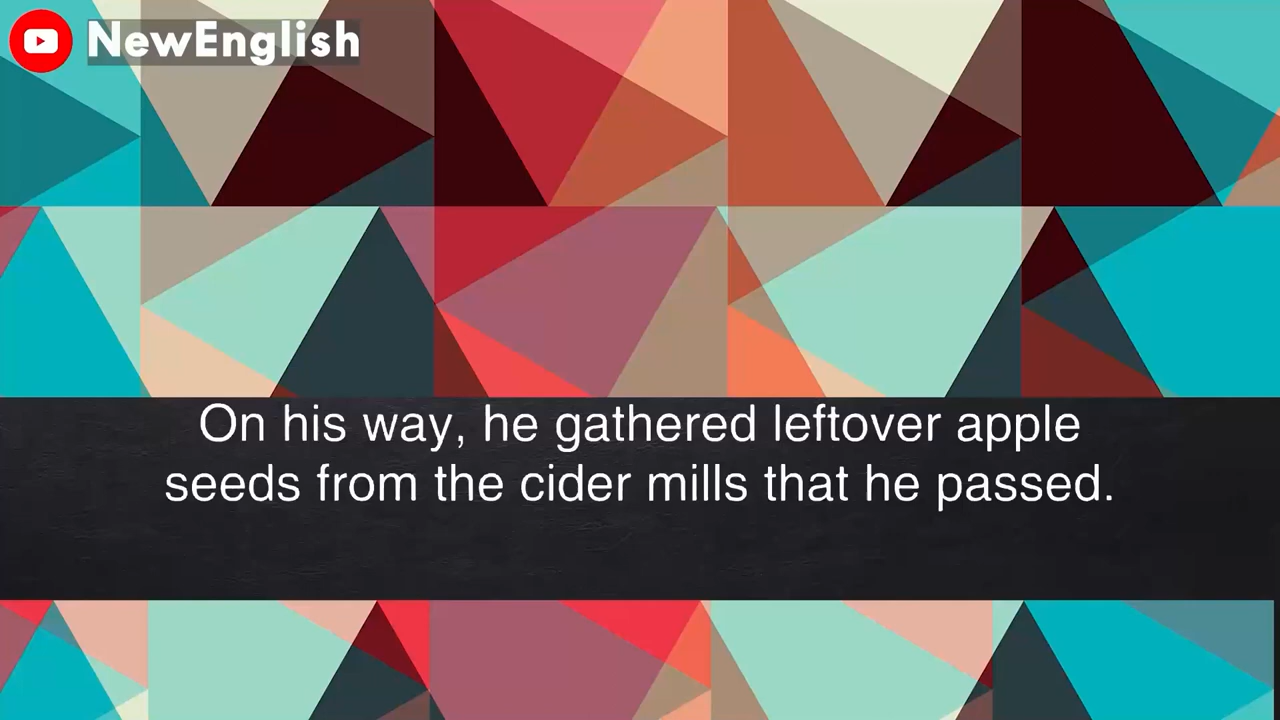 NewEnglish
On his way, he gathered leftover apple
seeds from the cider mills that he passed.